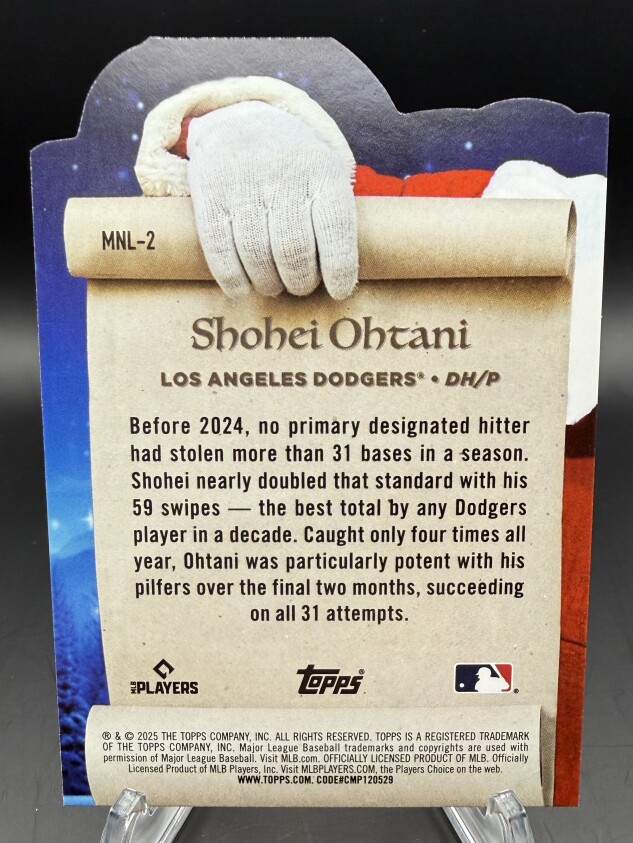 MNL-2
Shohei Ohtani
LOS ANGELES DODGERS® • DH/P
Before 2024, no primary designated hitter
had stolen more than 31 bases in a season.
Shohei nearly doubled that standard with his
59 swipes — the best total by any Dodgers
player in a decade. Caught only four times all
year, Ohtani was particularly potent with his
pilfers over the final two months, succeeding
on all 31 attempts.
MLB PLAYERS
Topps®
®
® & © 2025 THE TOPPS COMPANY, INC. ALL RIGHTS RESERVED. TOPPS IS A REGISTERED TRADEMARK
OF THE TOPPS COMPANY, INC. Major League Baseball trademarks and copyrights are used with
permission of Major League Baseball. Visit MLB.com. OFFICIALLY LICENSED PRODUCT OF MLB. Officially
Licensed Product of MLB Players, Inc. Visit MLBPLAYERS.COM, the Players Choice on the web.
WWW.TOPPS.COM. CODE#CMP120529